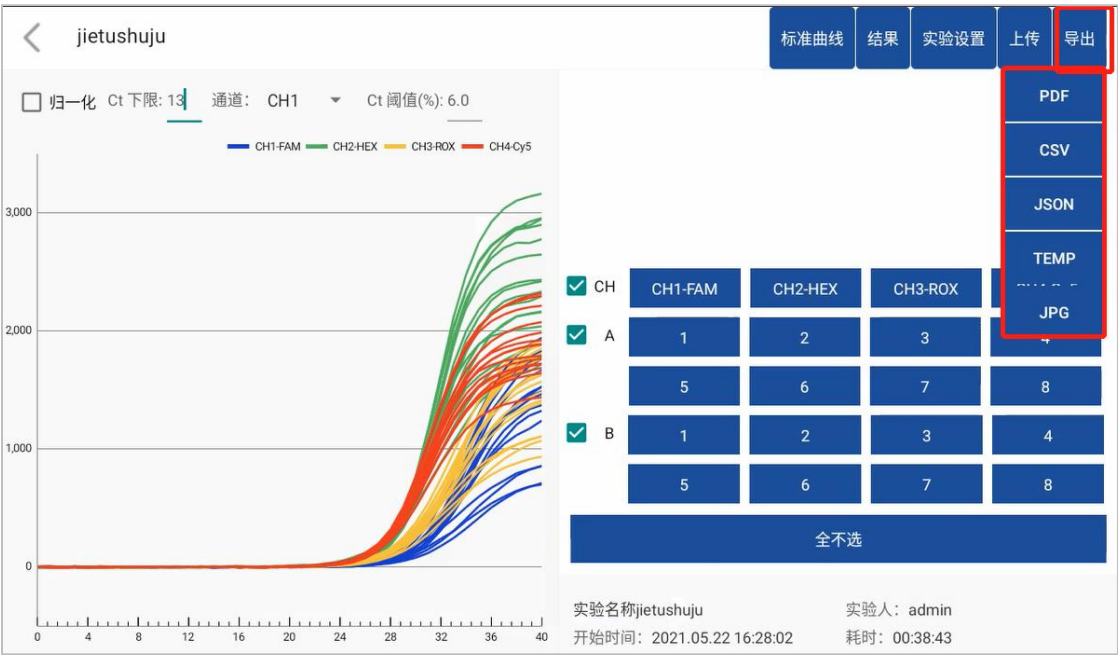 jietushuju
标准曲线 结果 实验设置 上传 导出
归一化 Ct 下限: 13 通道: CH1 Ct 阈值(%): 6.0
PDF
CSV
JSON
TEMP
JPG
CH1-FAM CH2-HEX CH3-ROX CH4-Cy5
3,000
2,000
1,000
0
0 4 8 12 16 20 24 28 32 36 40
CH CH1-FAM CH2-HEX CH3-ROX
A 1 2 3 4
5 6 7 8
B 1 2 3 4
5 6 7 8
全不选
实验名称jietushuju 实验人: admin
开始时间: 2021.05.22 16:28:02 耗时: 00:38:43